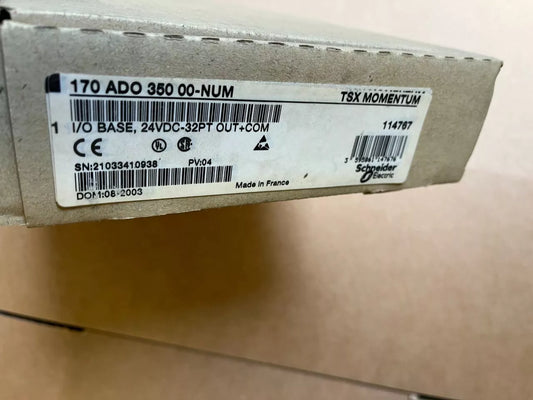 170 ADO 350 00-NUM
TSX MOMENTUM
1 I/O BASE, 24VDC-32PT OUT+COM
114767
SN:21033410938 PV:04
DOM:08-2003
Made in France
Schneider
Electric